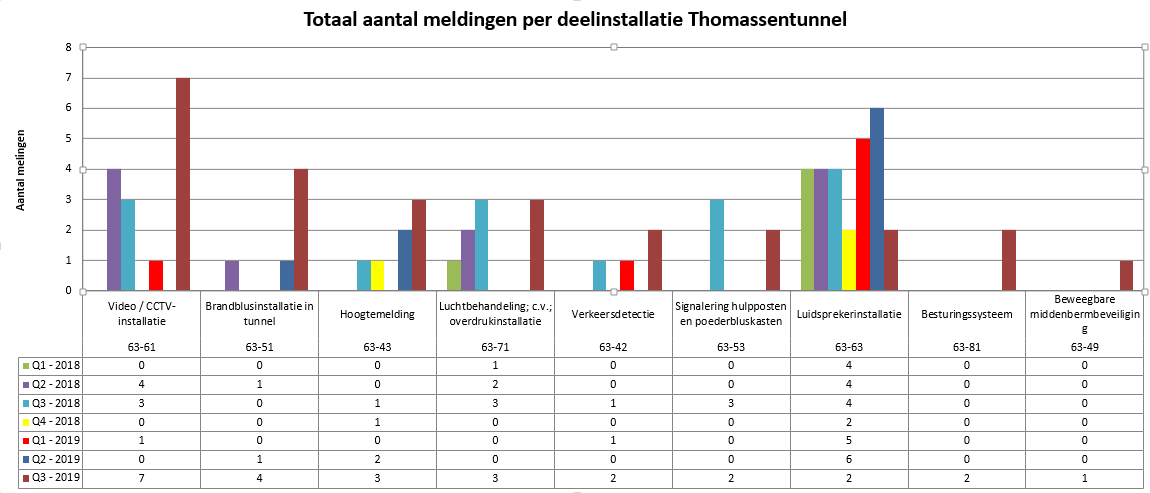 Totaal aantal meldingen per deelinstallatie Thomassentunnel
Aantal melingen
8
7
6
5
4
3
2
1
0
Video / CCTV-
installatie
Brandblusinstallatie in
tunnel
Hoogtemelding
Luchtbehandeling; c.v.;
overdrukinstallatie
Verkeersdetectie
Signalering hulpposten
en poederbluskasten
Luidsprekerinstallatie
Besturingssysteem
Beweegbare
middenbermbeveiligin
g
63-61 63-51 63-43 63-71 63-42 63-53 63-63 63-81 63-49
Q1 - 2018 0 0 0 1 0 0 4 0 0
Q2 - 2018 4 1 0 2 0 0 4 0 0
Q3 - 2018 3 0 1 3 1 3 4 0 0
Q4 - 2018 0 0 1 0 0 0 2 0 0
Q1 - 2019 1 0 0 0 1 0 5 0 0
Q2 - 2019 0 1 2 0 0 0 6 0 0
Q3 - 2019 7 4 3 3 2 2 2 2 1